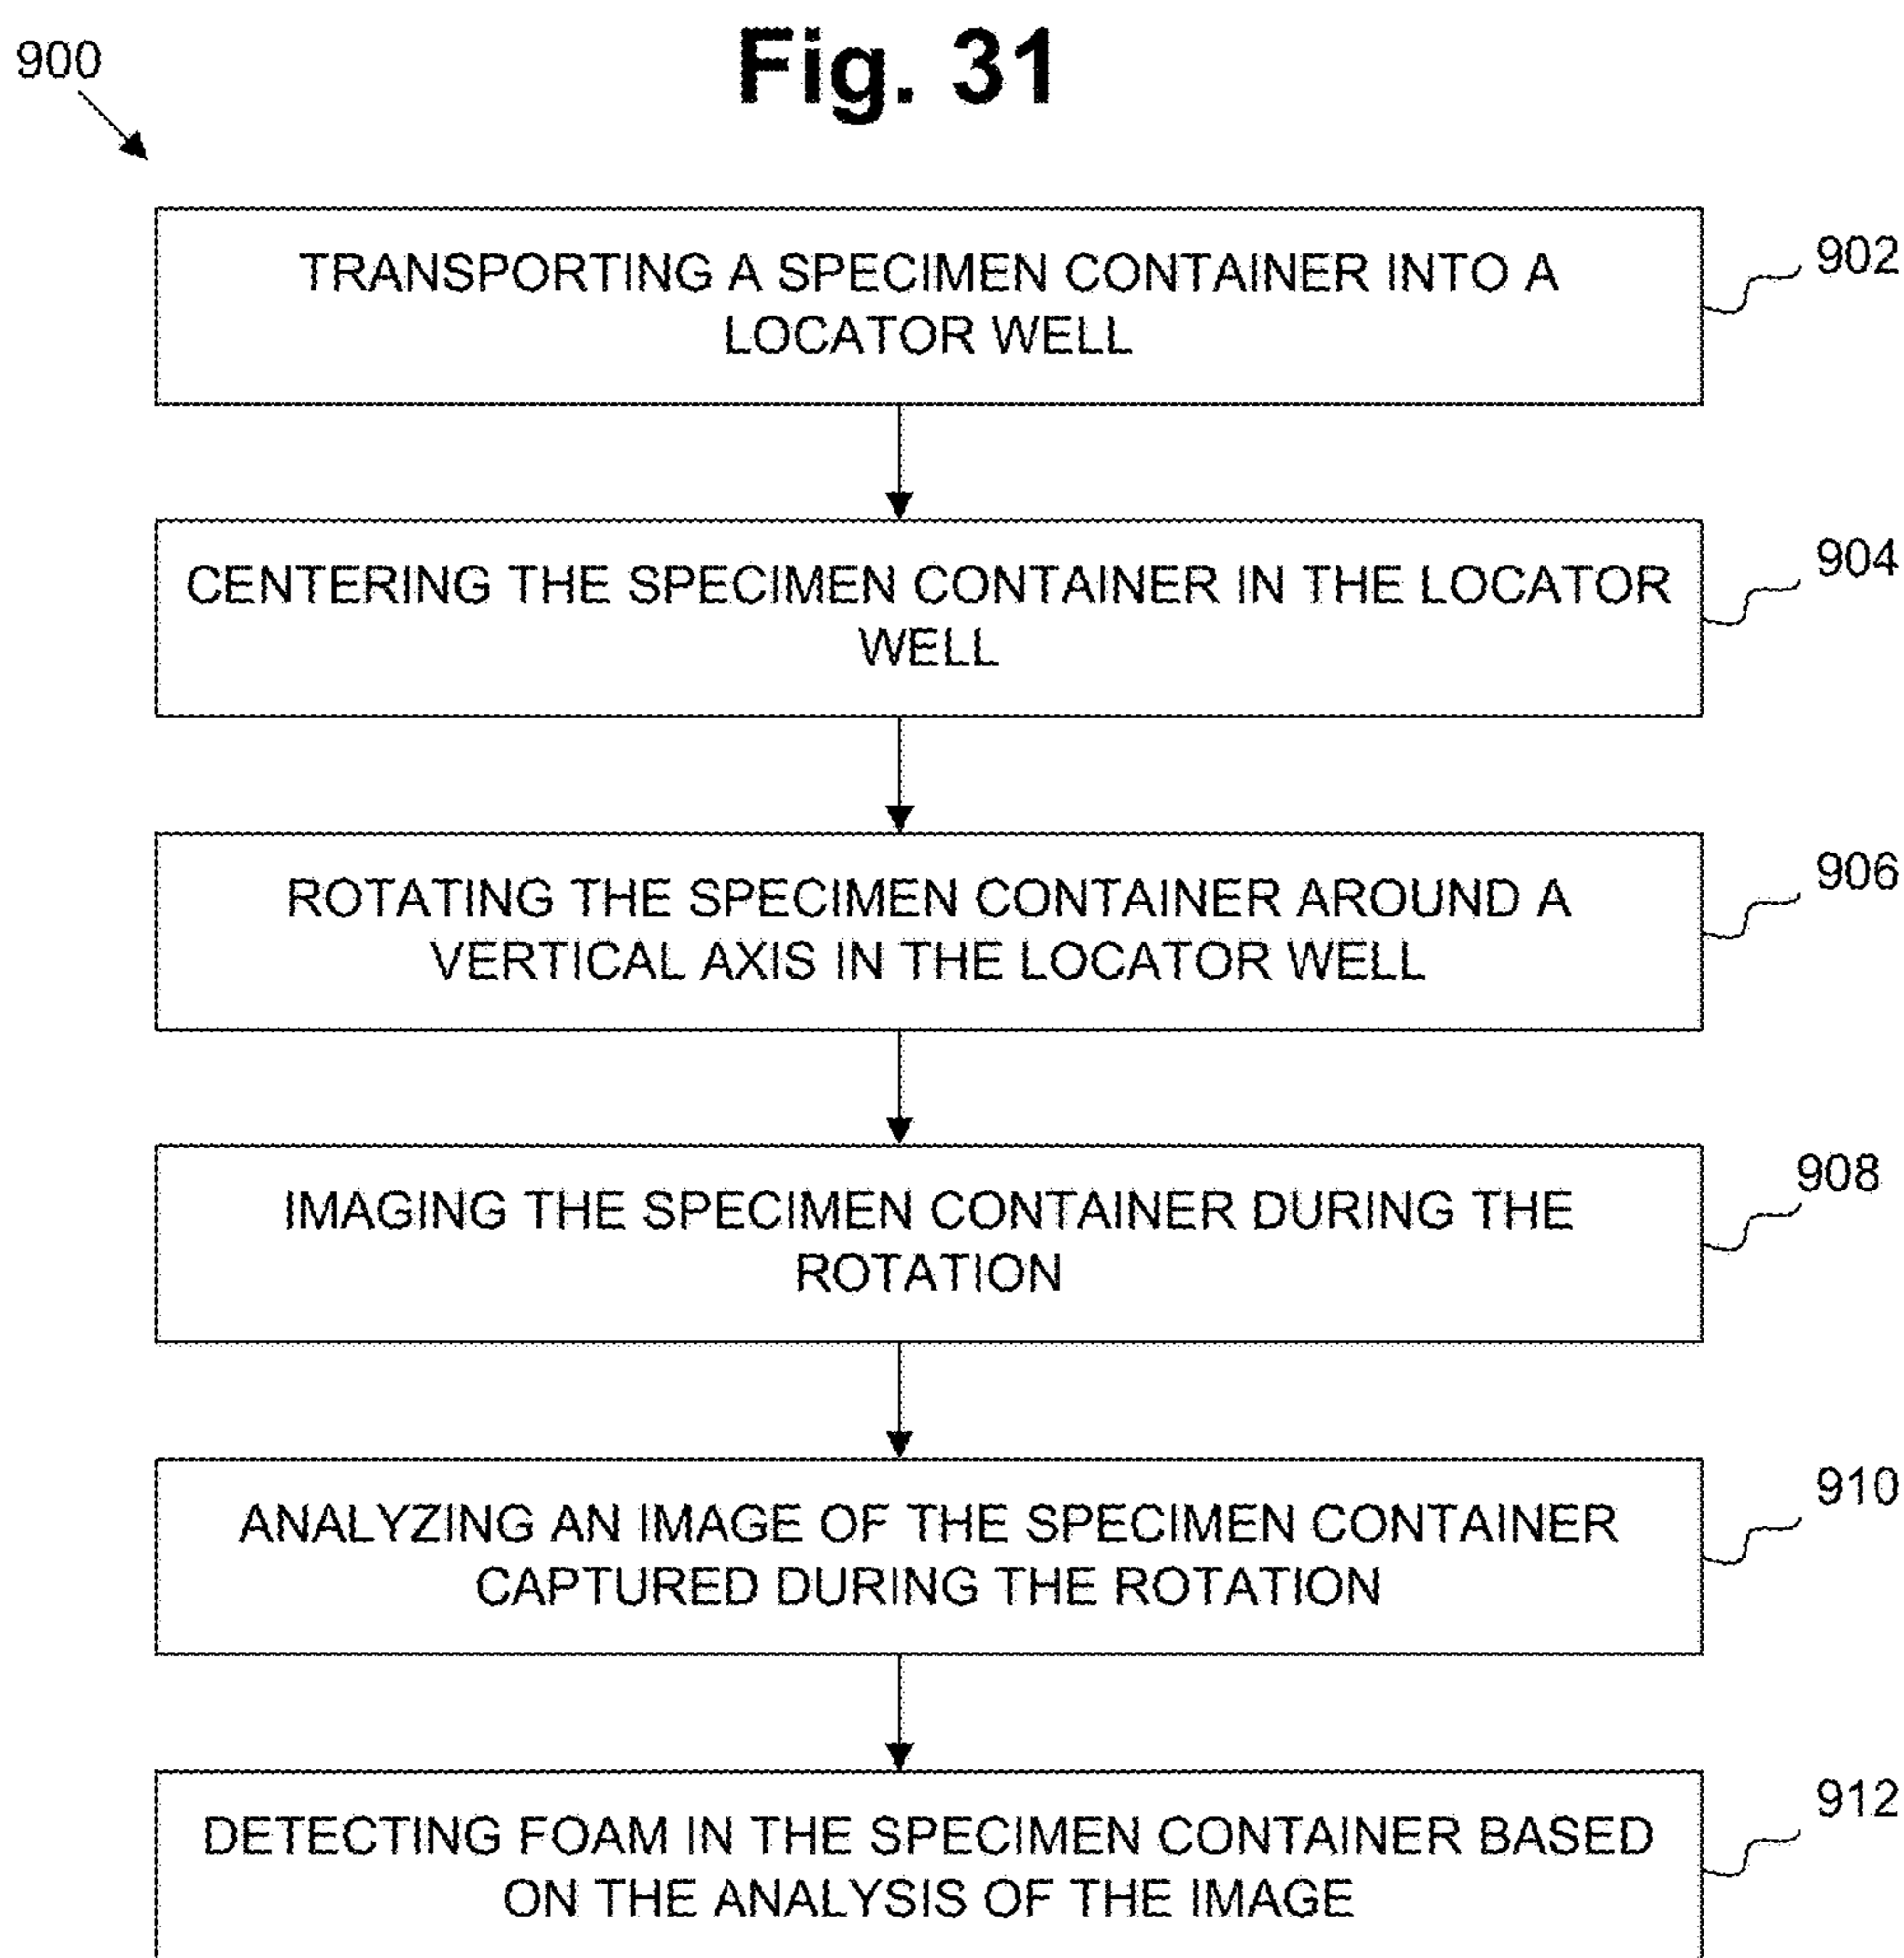 Fig. 31
900
TRANSPORTING A SPECIMEN CONTAINER INTO A
LOCATOR WELL
902
CENTERING THE SPECIMEN CONTAINER IN THE LOCATOR
WELL
904
ROTATING THE SPECIMEN CONTAINER AROUND A
VERTICAL AXIS IN THE LOCATOR WELL
906
IMAGING THE SPECIMEN CONTAINER DURING THE
ROTATION
908
ANALYZING AN IMAGE OF THE SPECIMEN CONTAINER
CAPTURED DURING THE ROTATION
910
DETECTING FOAM IN THE SPECIMEN CONTAINER BASED
ON THE ANALYSIS OF THE IMAGE
912